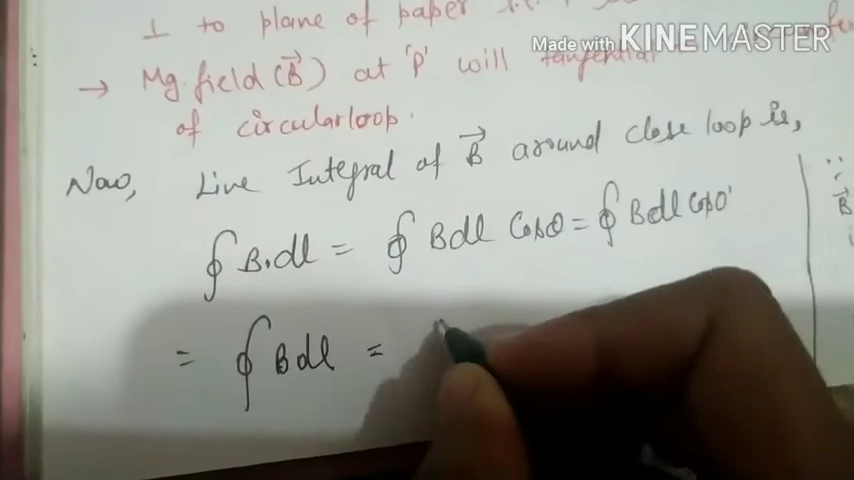 ⊥ to plane of paper
Made with KINEMASTER
→ Mg. field (B⃗) at 'p' will tangential
of circular loop.
Now, Line Integral of B⃗ around close loop is,
∮ B.dl = ∮ Bdl Cosθ = ∮ Bdl Cos0°
∵ B⃗
= ∮ Bdl =